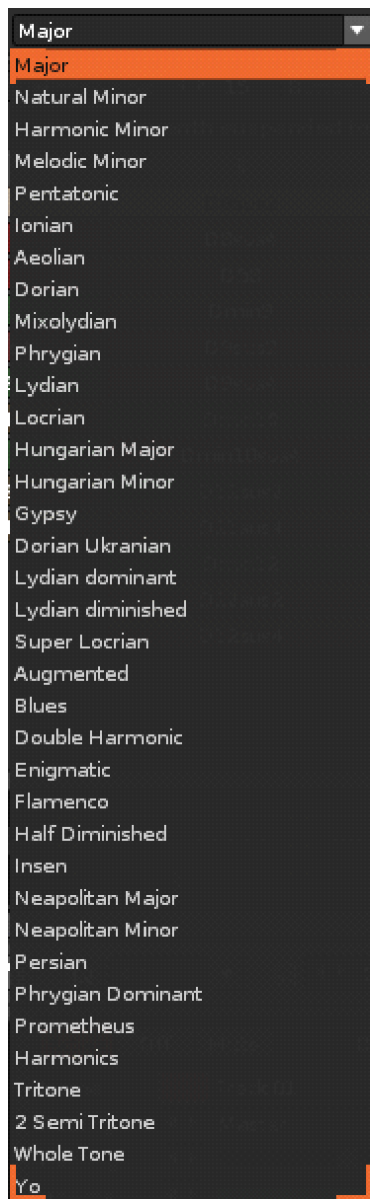 Major
Major
Natural Minor
Harmonic Minor
Melodic Minor
Pentatonic
Ionian
Aeolian
Dorian
Mixolydian
Phrygian
Lydian
Locrian
Hungarian Major
Hungarian Minor
Gypsy
Dorian Ukranian
Lydian dominant
Lydian diminished
Super Locrian
Augmented
Blues
Double Harmonic
Enigmatic
Flamenco
Half Diminished
Insen
Neapolitan Major
Neapolitan Minor
Persian
Phrygian Dominant
Prometheus
Harmonics
Tritone
2 Semi Tritone
Whole Tone
Yo